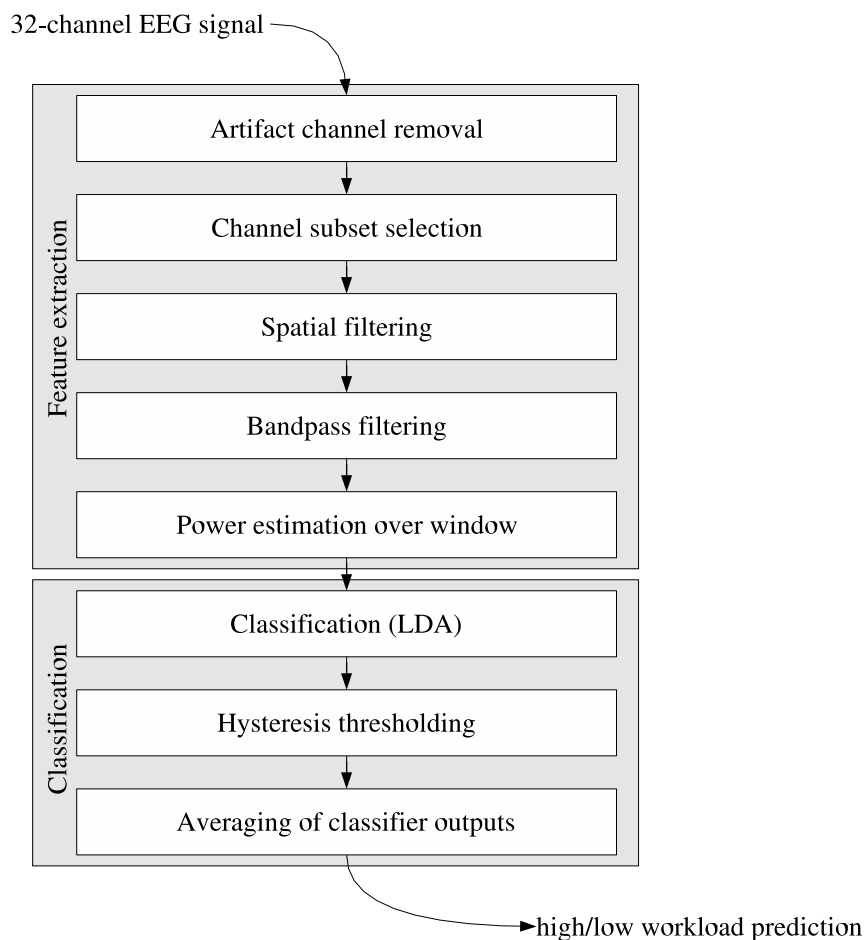 32-channel EEG signal
Feature extraction
Artifact channel removal
Channel subset selection
Spatial filtering
Bandpass filtering
Power estimation over window
Classification
Classification (LDA)
Hysteresis thresholding
Averaging of classifier outputs
high/low workload prediction